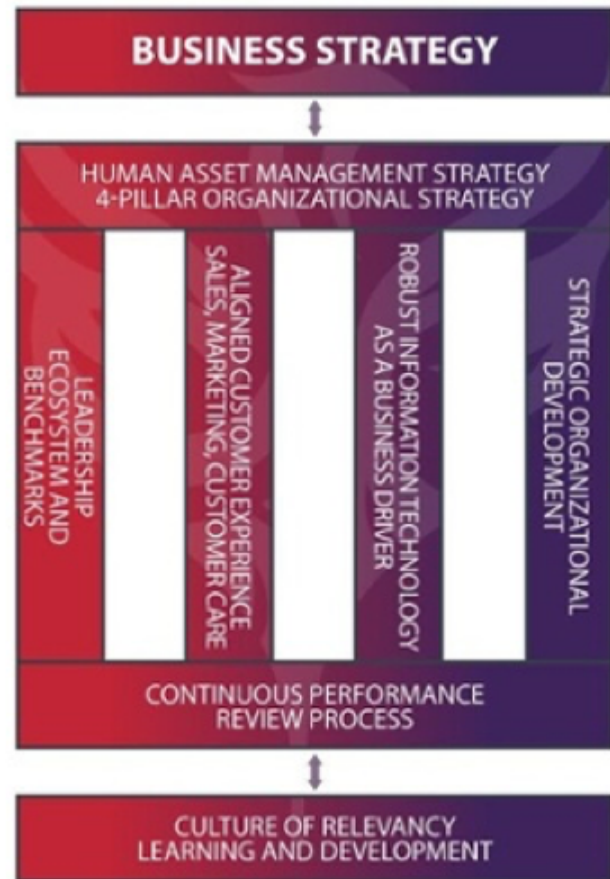 BUSINESS STRATEGY
HUMAN ASSET MANAGEMENT STRATEGY
4-PILLAR ORGANIZATIONAL STRATEGY
LEADERSHIP
ECOSYSTEM AND
BENCHMARKS
ALIGNED CUSTOMER EXPERIENCE
SALES, MARKETING, CUSTOMER CARE
ROBUST INFORMATION TECHNOLOGY
AS A BUSINESS DRIVER
STRATEGIC ORGANIZATIONAL
DEVELOPMENT
CONTINUOUS PERFORMANCE
REVIEW PROCESS
CULTURE OF RELEVANCY
LEARNING AND DEVELOPMENT